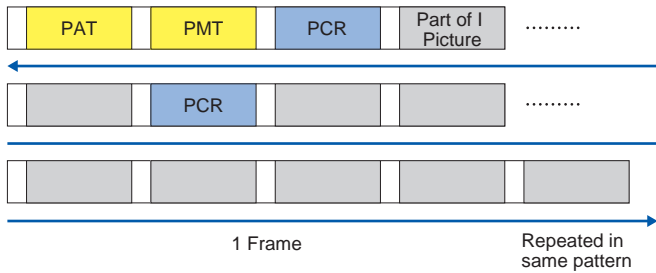 PAT
PMT
PCR
Part of I
Picture
.........
PCR
.........
1 Frame
Repeated in
same pattern